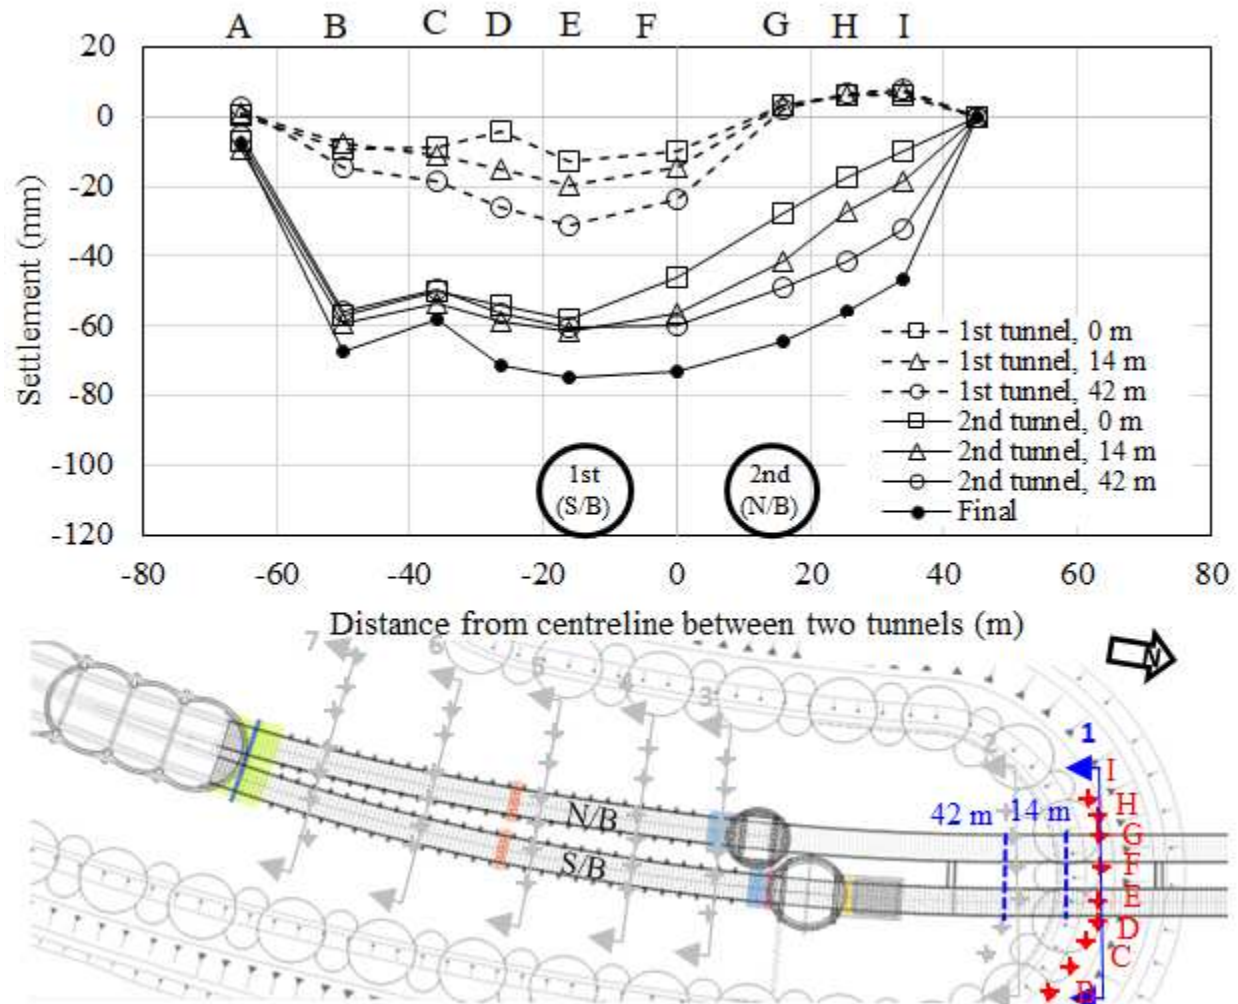 A B C D E F G H I
20
0
-20
-40
-60
-80
-100
-120
Settlement (mm)
1st tunnel, 0 m
1st tunnel, 14 m
1st tunnel, 42 m
2nd tunnel, 0 m
2nd tunnel, 14 m
2nd tunnel, 42 m
Final
1st
(S/B)
2nd
(N/B)
-80 -60 -40 -20 0 20 40 60 80
Distance from centreline between two tunnels (m)
N
7
6
5
4
3
2
1
I
H
G
F
E
D
C
B
42 m 14 m
N/B
S/B